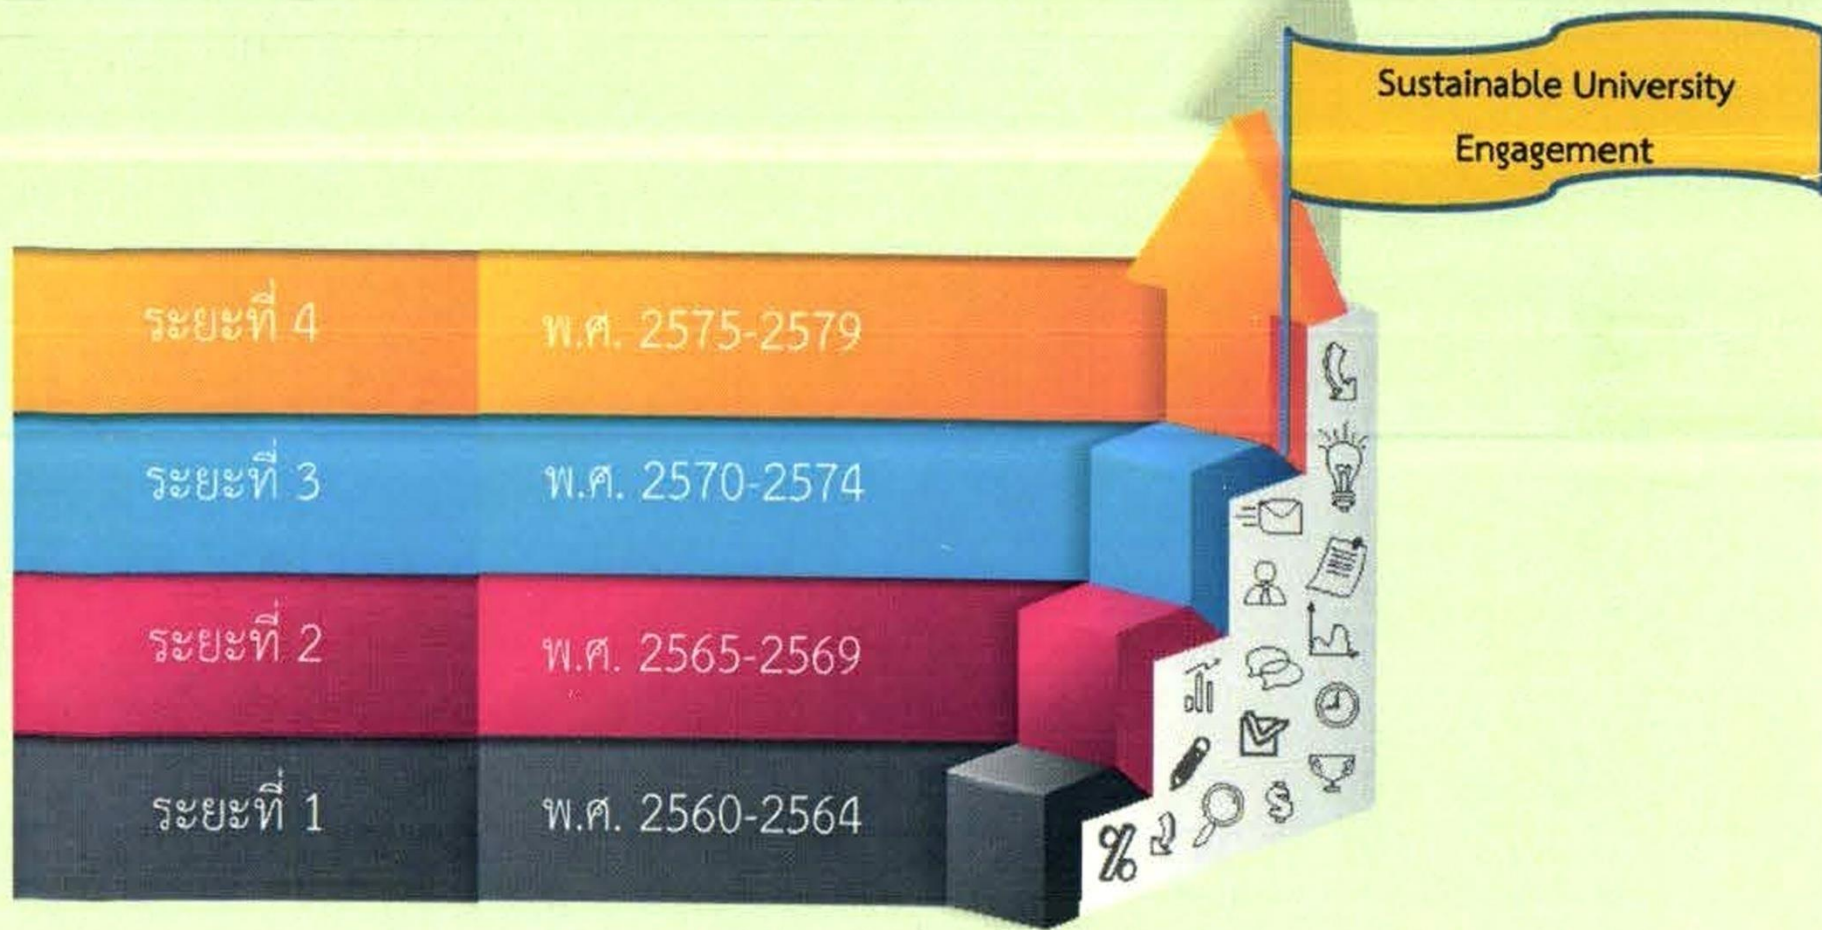 Sustainable University
Engagement
ระยะที่ 4 พ.ศ. 2575-2579
ระยะที่ 3 พ.ศ. 2570-2574
ระยะที่ 2 พ.ศ. 2565-2569
ระยะที่ 1 พ.ศ. 2560-2564
%
$